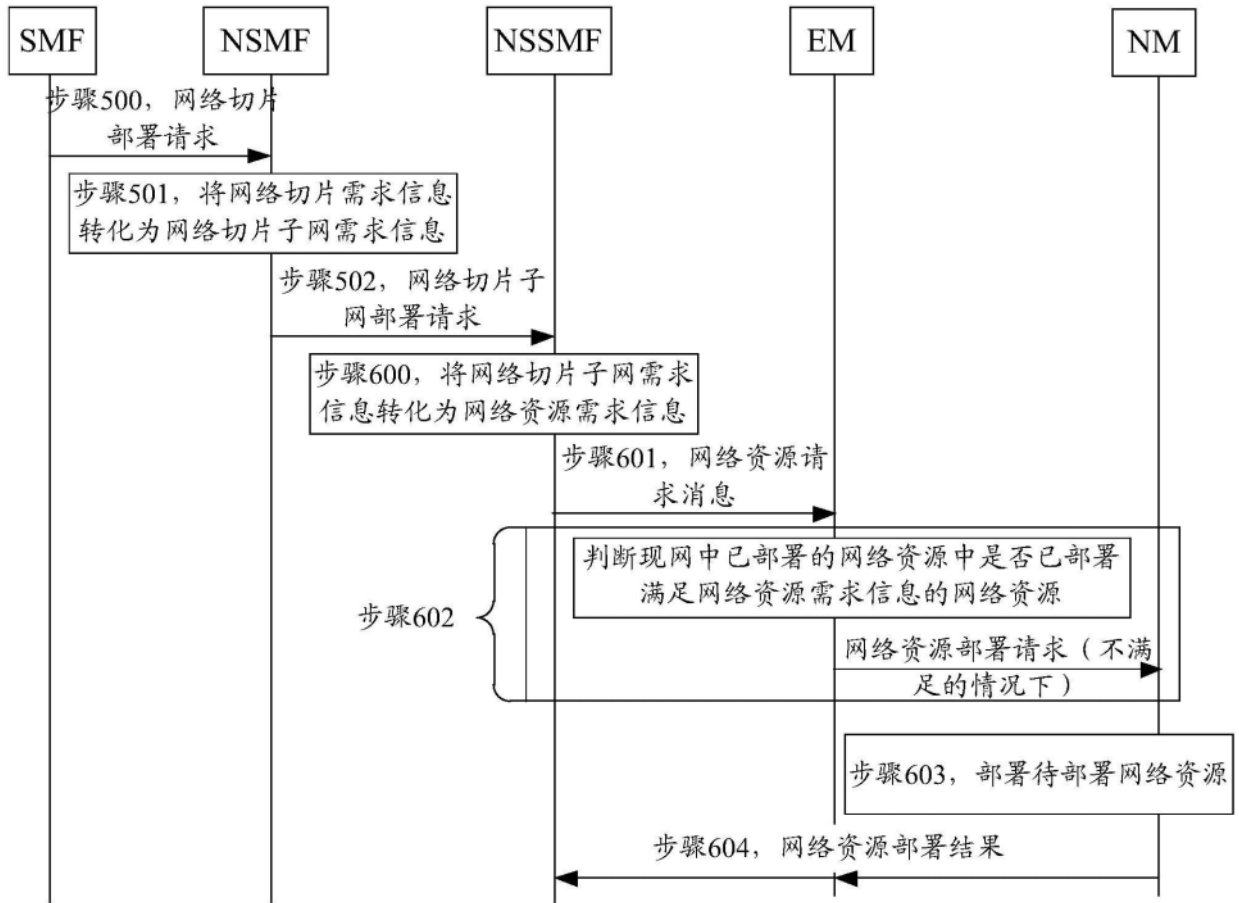 SMF
NSMF
NSSMF
EM
NM
步骤500，网络切片
部署请求
步骤501，将网络切片需求信息
转化为网络切片子网需求信息
步骤502，网络切片子
网部署请求
步骤600，将网络切片子网需求
信息转化为网络资源需求信息
步骤601，网络资源请
求消息
判断现网中已部署的网络资源中是否已部署
满足网络资源需求信息的网络资源
步骤602
网络资源部署请求（不满
足的情况下）
步骤603，部署待部署网络资源
步骤604，网络资源部署结果